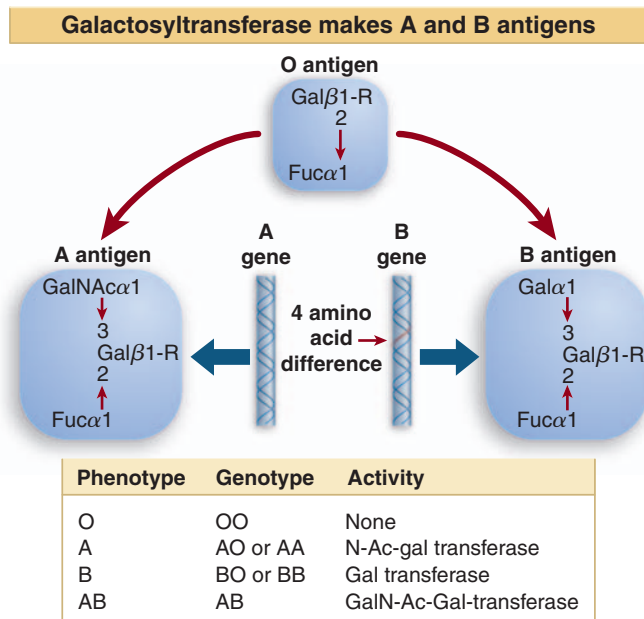 Galactosyltransferase makes A and B antigens
O antigen
Galβ1-R
2
Fucα1
A antigen
GalNAcα1
3
Galβ1-R
2
Fucα1
A
gene
B
gene
4 amino
acid
difference
B antigen
Galα1
3
Galβ1-R
2
Fucα1
Phenotype Genotype Activity
O OO None
A AO or AA N-Ac-gal transferase
B BO or BB Gal transferase
AB AB GalN-Ac-Gal-transferase